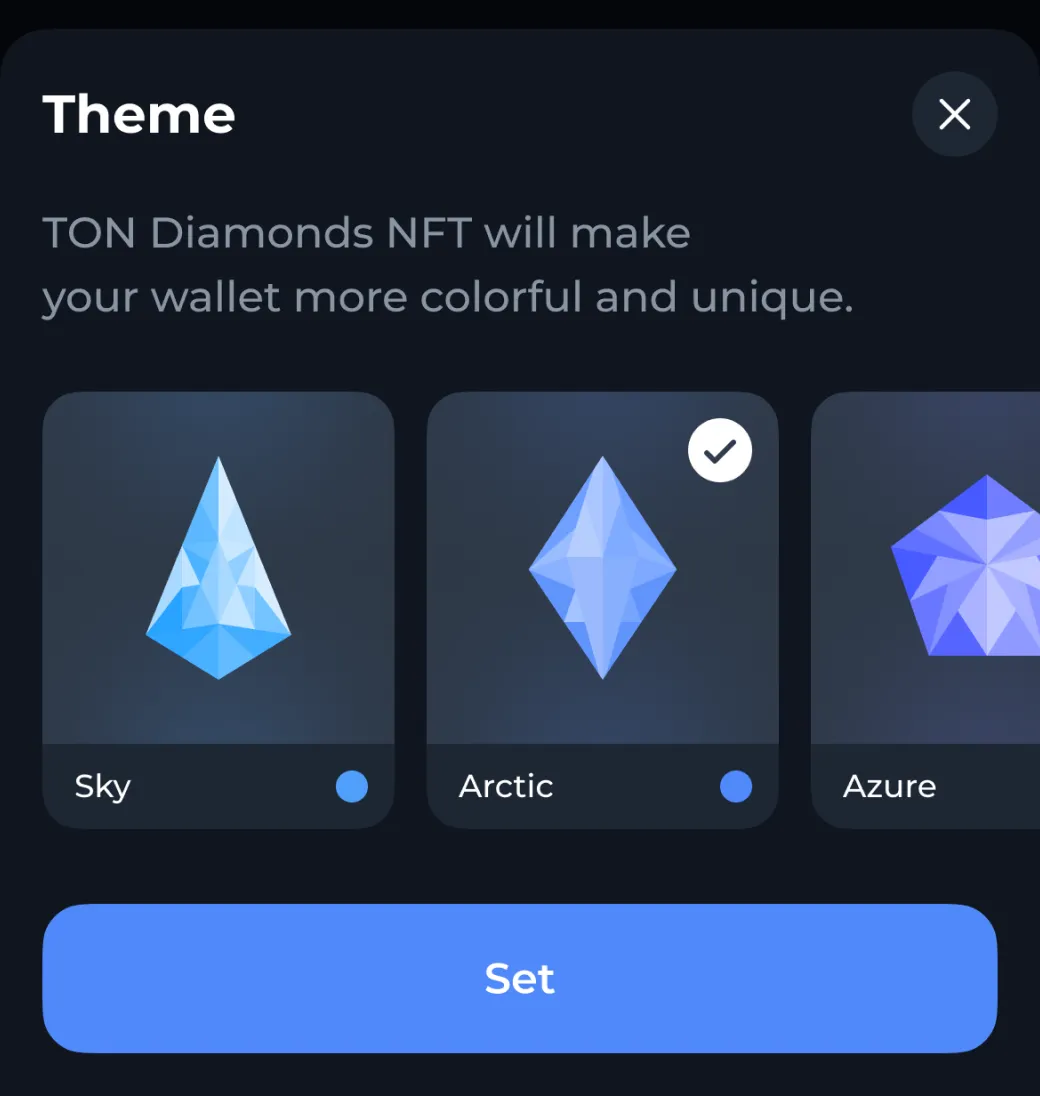 Theme
TON Diamonds NFT will make
your wallet more colorful and unique.
Sky
Arctic
Azure
Set